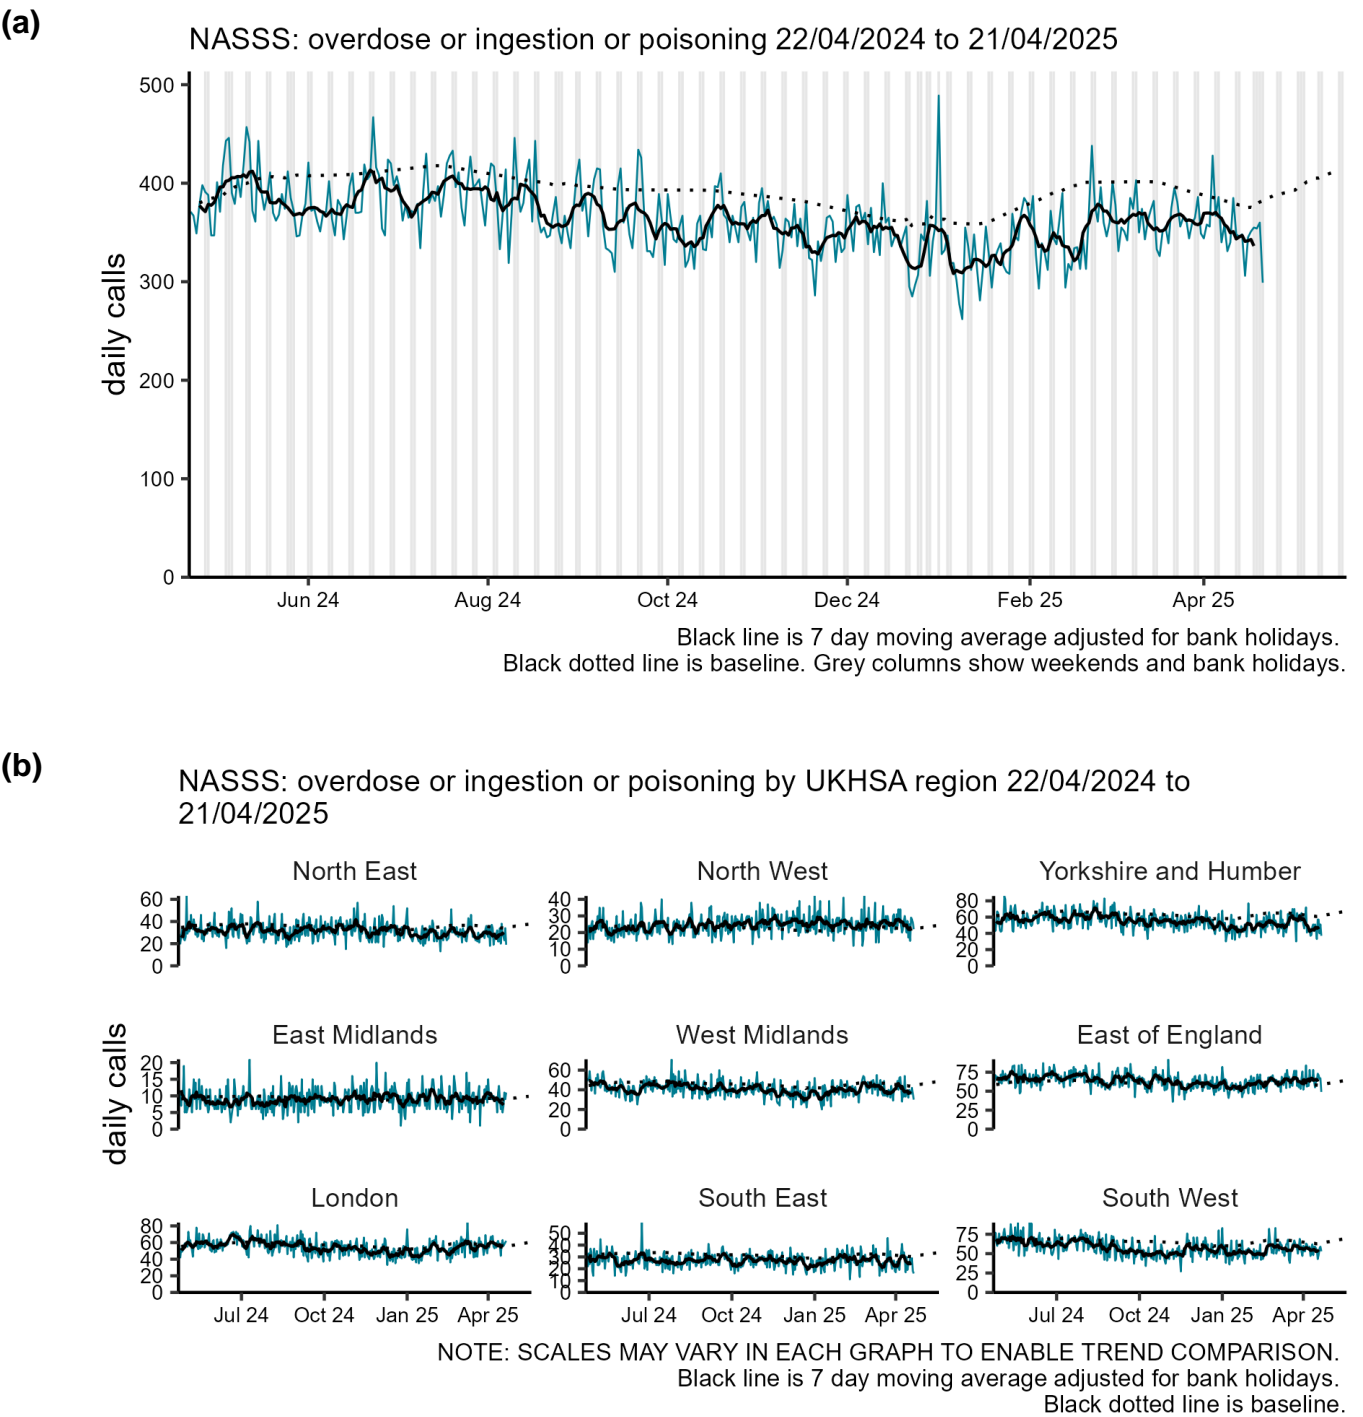 (a)
NASSS: overdose or ingestion or poisoning 22/04/2024 to 21/04/2025
500
400
300
200
100
0
daily calls
Jun 24 Aug 24 Oct 24 Dec 24 Feb 25 Apr 25
Black line is 7 day moving average adjusted for bank holidays.
Black dotted line is baseline. Grey columns show weekends and bank holidays.
(b)
NASSS: overdose or ingestion or poisoning by UKHSA region 22/04/2024 to
21/04/2025
daily calls
North East
60
40
20
0
North West
40
30
20
10
0
Yorkshire and Humber
80
60
40
20
0
East Midlands
20
15
10
5
0
West Midlands
60
40
20
0
East of England
75
50
25
0
London
80
60
40
20
0
South East
50
40
30
20
10
0
South West
75
50
25
0
Jul 24 Oct 24 Jan 25 Apr 25
Jul 24 Oct 24 Jan 25 Apr 25
Jul 24 Oct 24 Jan 25 Apr 25
NOTE: SCALES MAY VARY IN EACH GRAPH TO ENABLE TREND COMPARISON.
Black line is 7 day moving average adjusted for bank holidays.
Black dotted line is baseline.